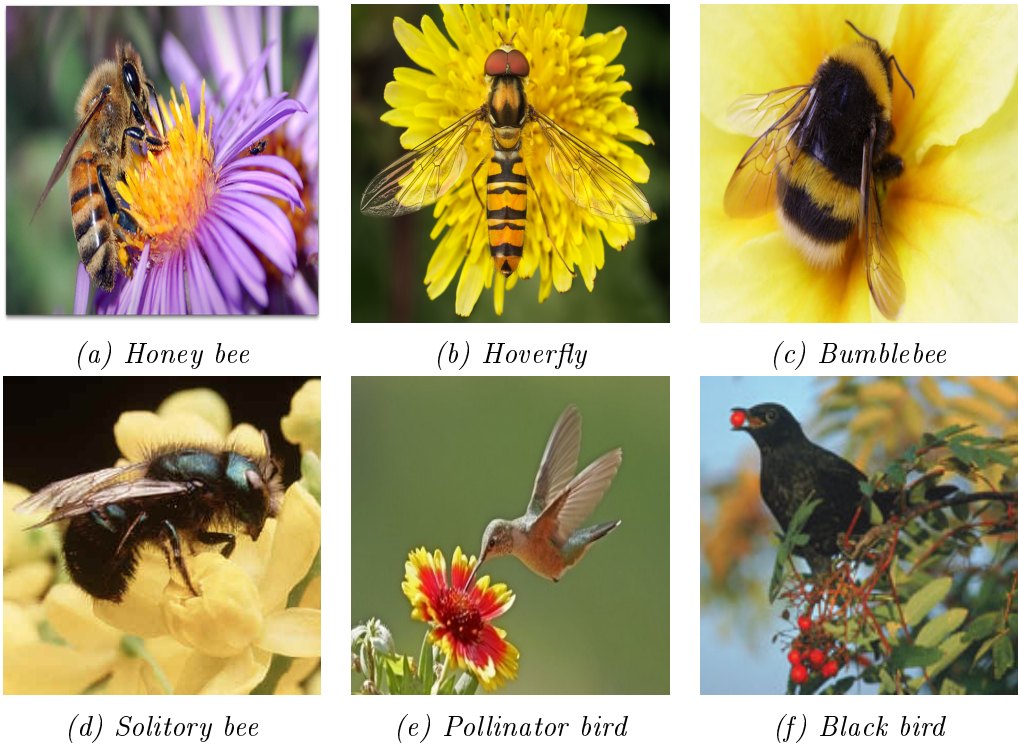 (a) Honey bee
(b) Hoverfly
(c) Bumblebee
(d) Solitory bee
(e) Pollinator bird
(f) Black bird